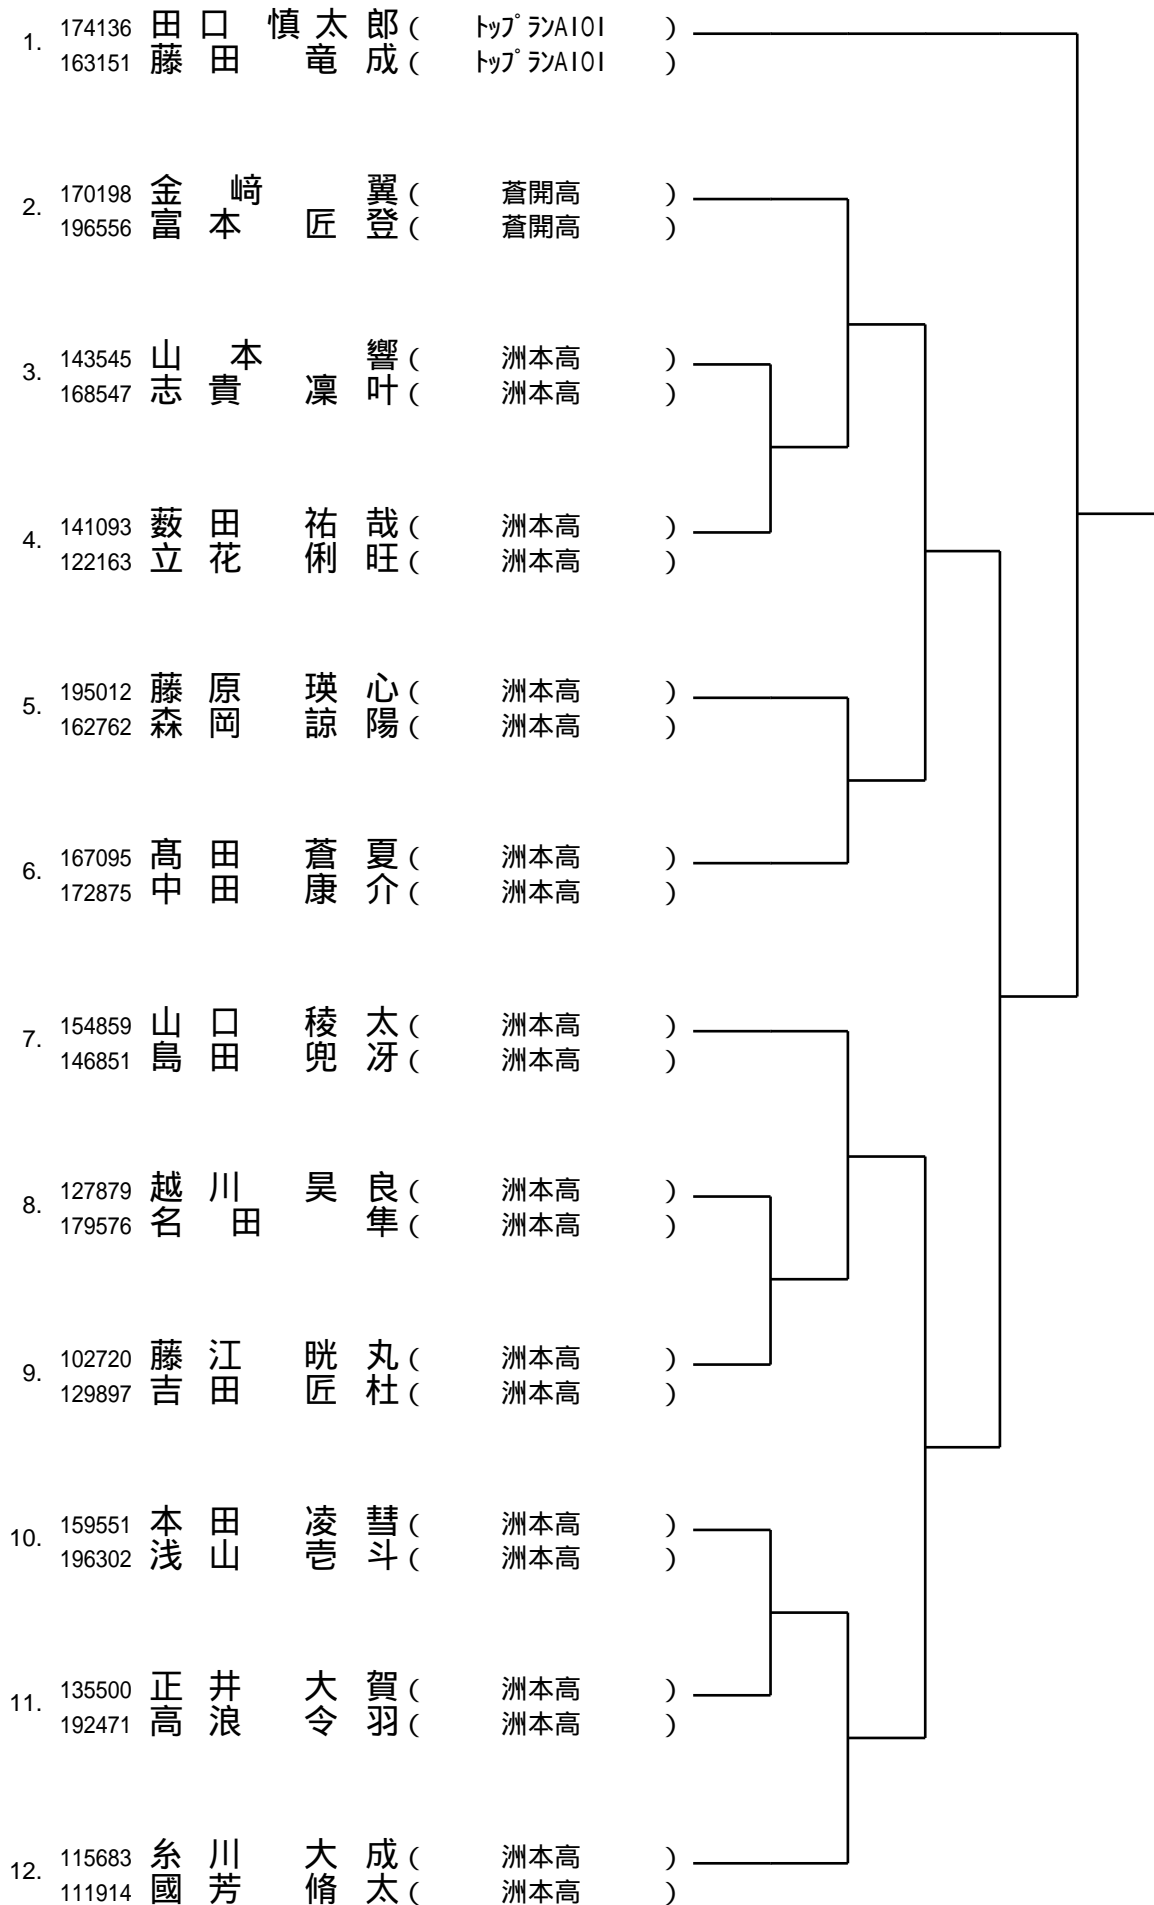 1. 174136 田口 慎太郎 ( トップランAIOI )
163151 藤田 竜成 ( トップランAIOI )
2. 170198 金﨑 翼 ( 蒼開高 )
196556 富本 匠登 ( 蒼開高 )
3. 143545 山本 響 ( 洲本高 )
168547 志貴 凜叶 ( 洲本高 )
4. 141093 薮田 祐哉 ( 洲本高 )
122163 立花 俐旺 ( 洲本高 )
5. 195012 藤原 瑛心 ( 洲本高 )
162762 森岡 諒陽 ( 洲本高 )
6. 167095 髙田 蒼夏 ( 洲本高 )
172875 中田 康介 ( 洲本高 )
7. 154859 山口 稜太 ( 洲本高 )
146851 島田 兜冴 ( 洲本高 )
8. 127879 越川 昊良 ( 洲本高 )
179576 名田 隼 ( 洲本高 )
9. 102720 藤江 晄丸 ( 洲本高 )
129897 吉田 匠杜 ( 洲本高 )
10. 159551 本田 凌彗 ( 洲本高 )
196302 浅山 壱斗 ( 洲本高 )
11. 135500 正井 大賀 ( 洲本高 )
192471 高浪 令羽 ( 洲本高 )
12. 115683 糸川 大成 ( 洲本高 )
111914 國芳 脩太 ( 洲本高 )